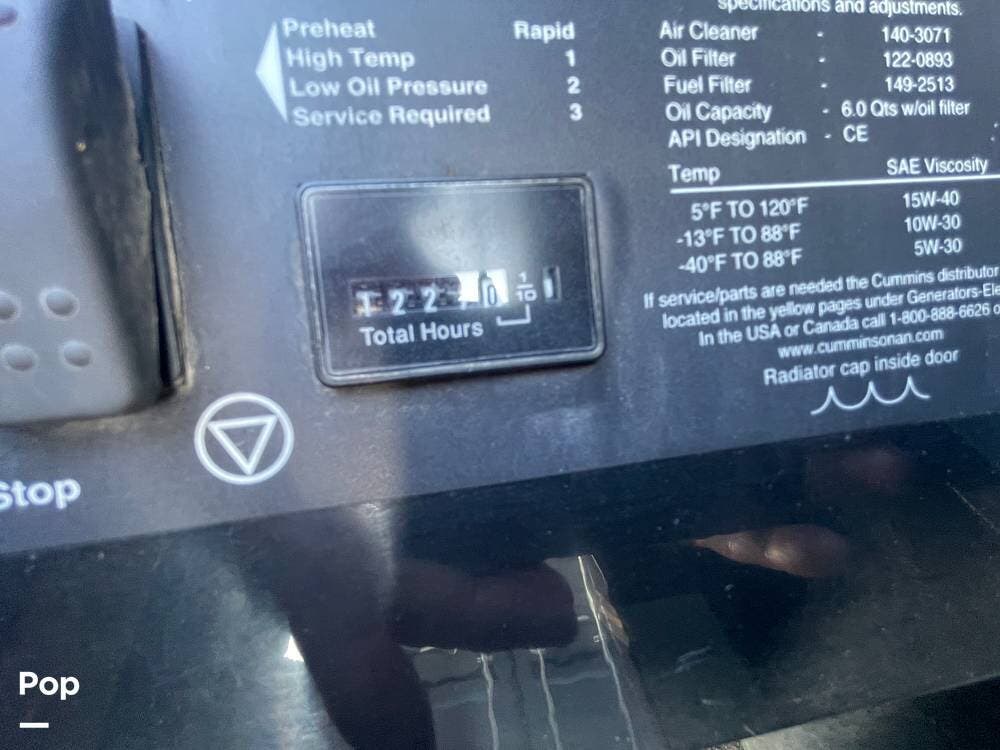 Preheat Rapid
High Temp 1
Low Oil Pressure 2
Service Required 3
specifications and adjustments.
Air Cleaner - 140-3071
Oil Filter - 122-0893
Fuel Filter - 149-2513
Oil Capacity - 6.0 Qts w/oil filter
API Designation - CE
Temp SAE Viscosity
5°F TO 120°F 15W-40
-13°F TO 88°F 10W-30
-40°F TO 88°F 5W-30
If service/parts are needed the Cummins distributor
located in the yellow pages under Generators-Ele
In the USA or Canada call 1-800-888-6626 o
www.cumminsonan.com
Radiator cap inside door
1 2 2 0 1/10
Total Hours
Stop
Pop